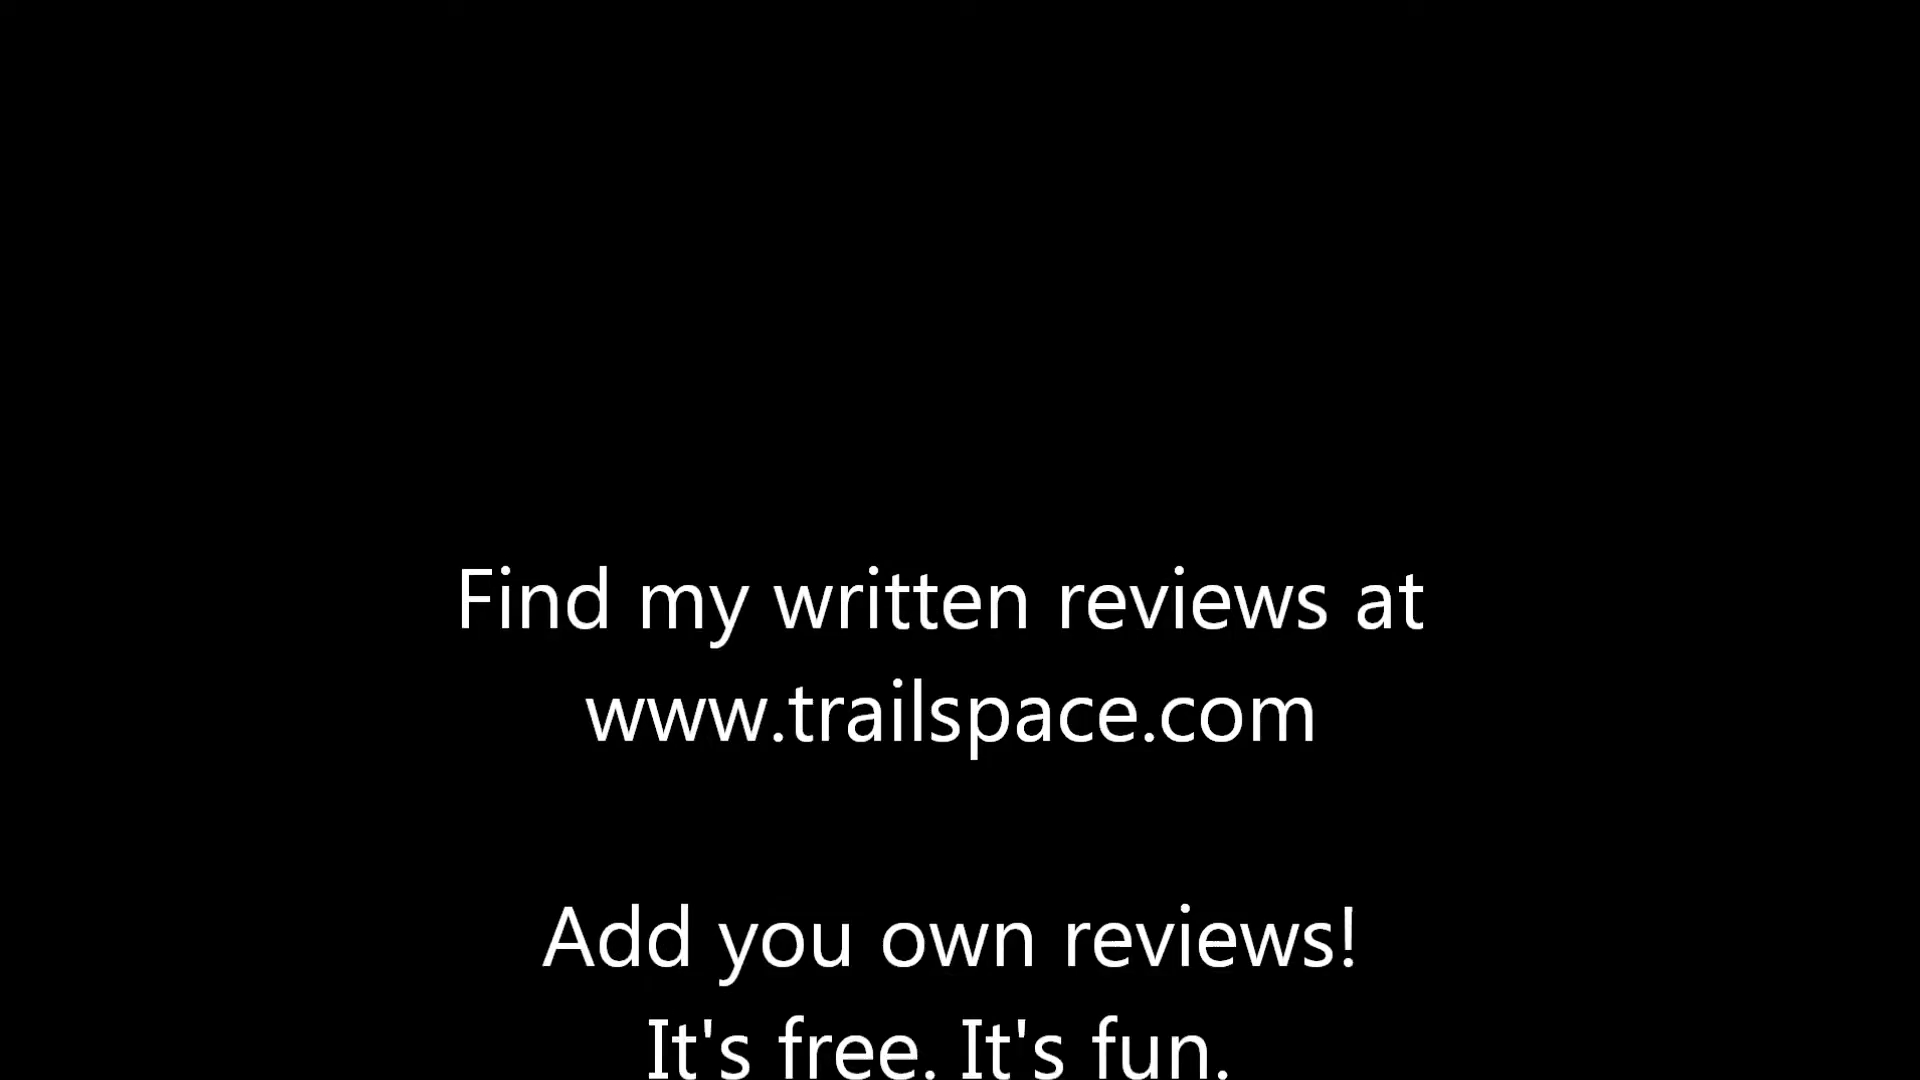 Find my written reviews at
www.trailspace.com
Add you own reviews!
It's free. It's fun.